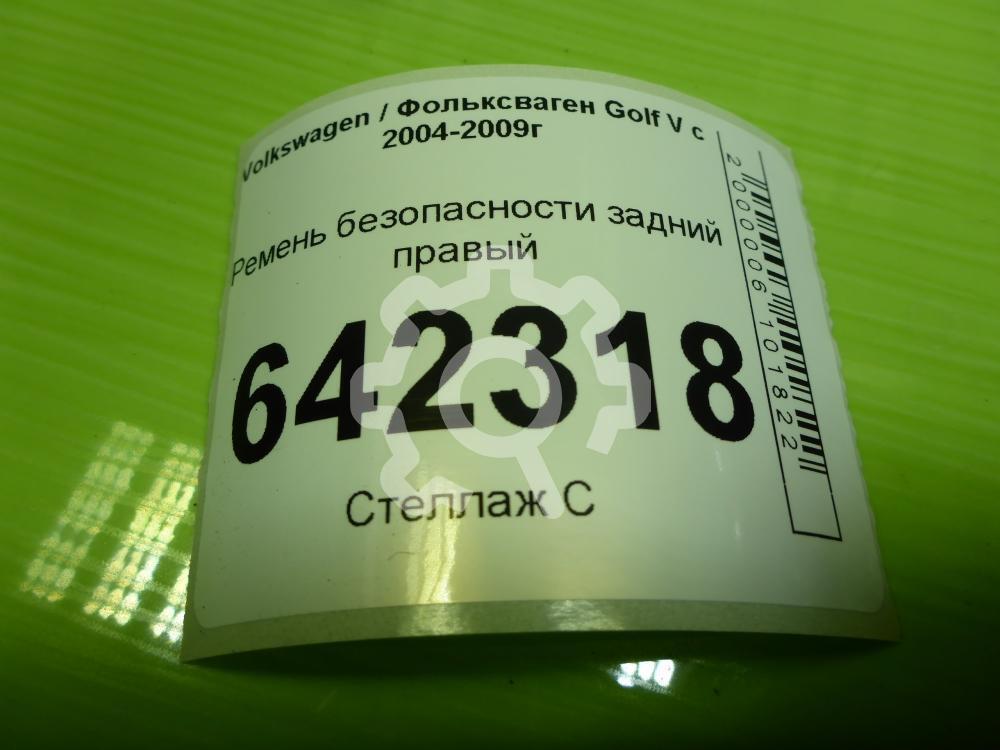 Volkswagen / Фольксваген Golf V с
2004-2009г
Ремень безопасности задний
правый
642318
Стеллаж С
2000006101822